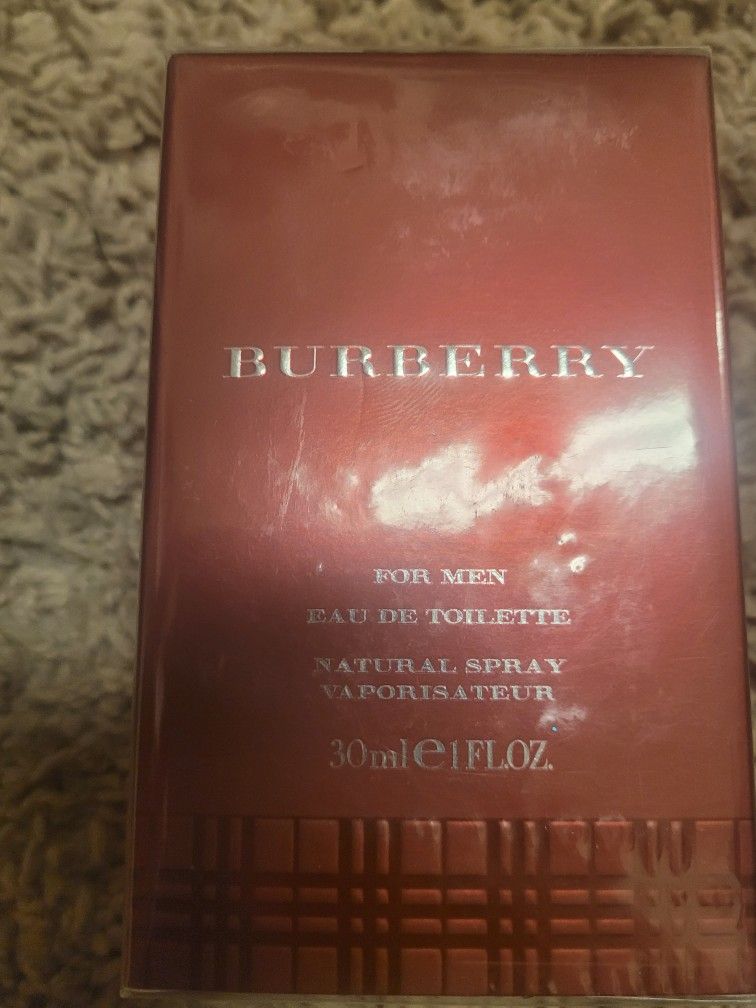 BURBERRY
FOR MEN
EAU DE TOILETTE
NATURAL SPRAY
VAPORISATEUR
30ml℮1FL.OZ.